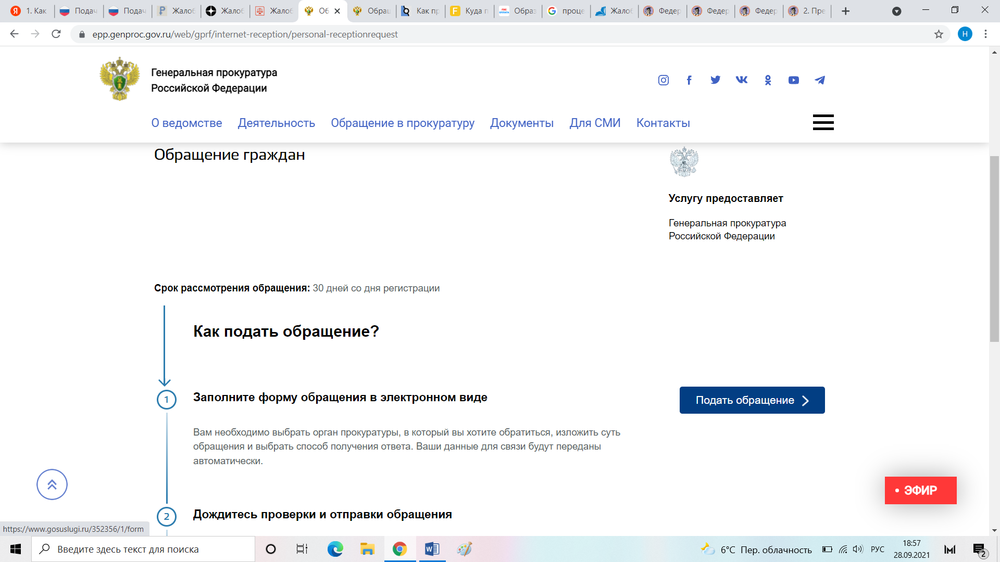 1. Как
Подач
Подач
Жалоб
Жалоб
Жалоб
Об
Обращ
Как пр
Куда п
Образ
проце
Жалоб
Федер
Федер
Федер
2. Пре
epp.genproc.gov.ru/web/gprf/internet-reception/personal-receptionrequest
Н
Генеральная прокуратура
Российской Федерации
О ведомстве Деятельность Обращение в прокуратуру Документы Для СМИ Контакты
Обращение граждан
Услугу предоставляет
Генеральная прокуратура
Российской Федерации
Срок рассмотрения обращения: 30 дней со дня регистрации
Как подать обращение?
1 Заполните форму обращения в электронном виде
Подать обращение
Вам необходимо выбрать орган прокуратуры, в который вы хотите обратиться, изложить суть
обращения и выбрать способ получения ответа. Ваши данные для связи будут переданы
автоматически.
• ЭФИР
2 Дождитесь проверки и отправки обращения
https://www.gosuslugi.ru/352356/1/form
Введите здесь текст для поиска
6°C Пер. облачность
РУС
18:57
28.09.2021
2